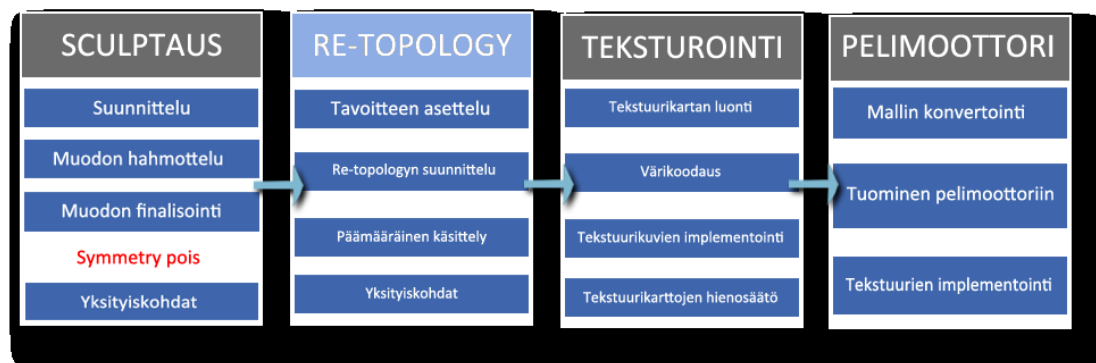 SCULPTAUS
Suunnittelu
Muodon hahmottelu
Muodon finalisointi
Symmetry pois
Yksityiskohdat
RE-TOPOLOGY
Tavoitteen asettelu
Re-topologyn suunnittelu
Päämääräinen käsittely
Yksityiskohdat
TEKSTUROINTI
Tekstuurikartan luonti
Värikoodaus
Tekstuurikuvien implementointi
Tekstuurikarttojen hienosäätö
PELIMOOTTORI
Mallin konvertointi
Tuominen pelimoottoriin
Tekstuurien implementointi